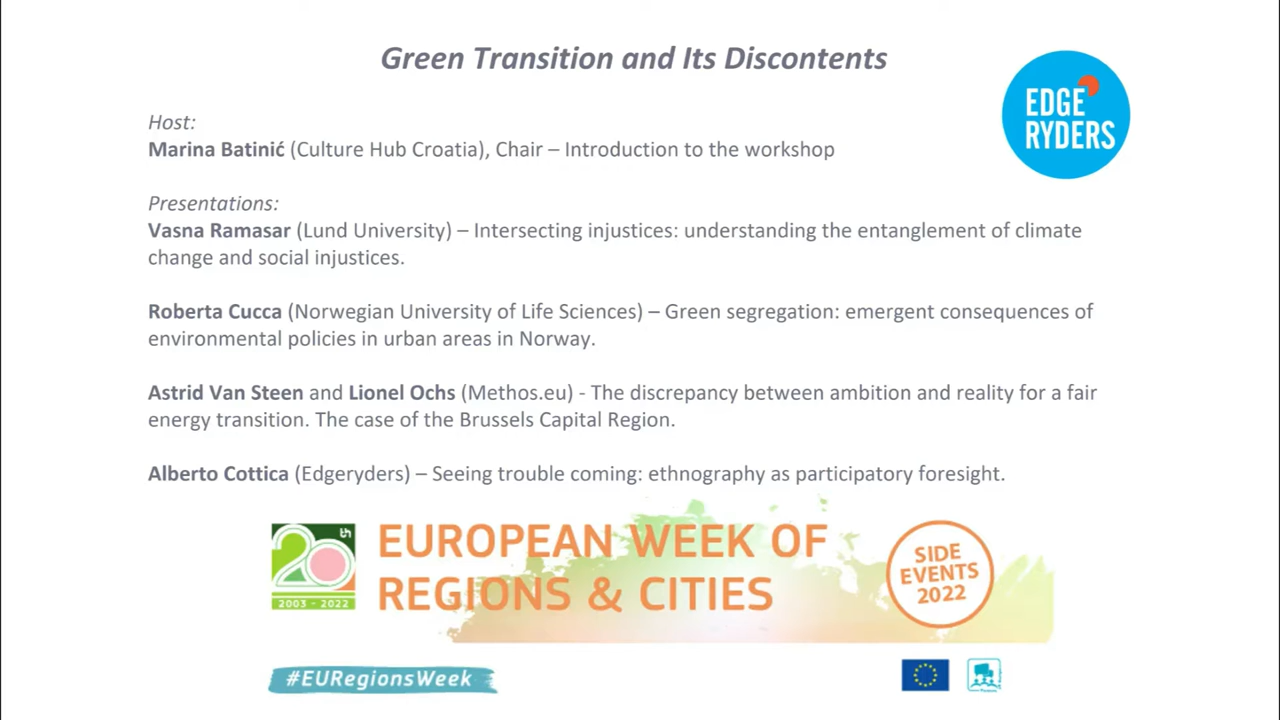 Green Transition and Its Discontents
EDGE
RYDERS
Host:
Marina Batinić (Culture Hub Croatia), Chair – Introduction to the workshop
Presentations:
Vasna Ramasar (Lund University) – Intersecting injustices: understanding the entanglement of climate
change and social injustices.
Roberta Cucca (Norwegian University of Life Sciences) – Green segregation: emergent consequences of
environmental policies in urban areas in Norway.
Astrid Van Steen and Lionel Ochs (Methos.eu) - The discrepancy between ambition and reality for a fair
energy transition. The case of the Brussels Capital Region.
Alberto Cottica (Edgeryders) – Seeing trouble coming: ethnography as participatory foresight.
20th
2003 - 2022
EUROPEAN WEEK OF
REGIONS & CITIES
SIDE
EVENTS
2022
#EURegionsWeek